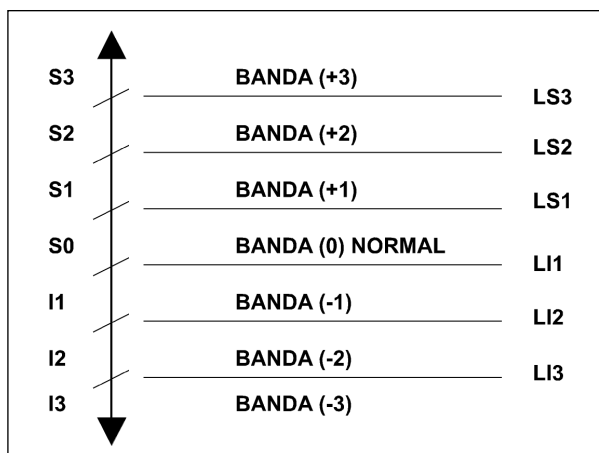 S3 BANDA (+3)
LS3
S2 BANDA (+2)
LS2
S1 BANDA (+1)
LS1
S0 BANDA (0) NORMAL
LI1
I1 BANDA (-1)
LI2
I2 BANDA (-2)
LI3
I3 BANDA (-3)